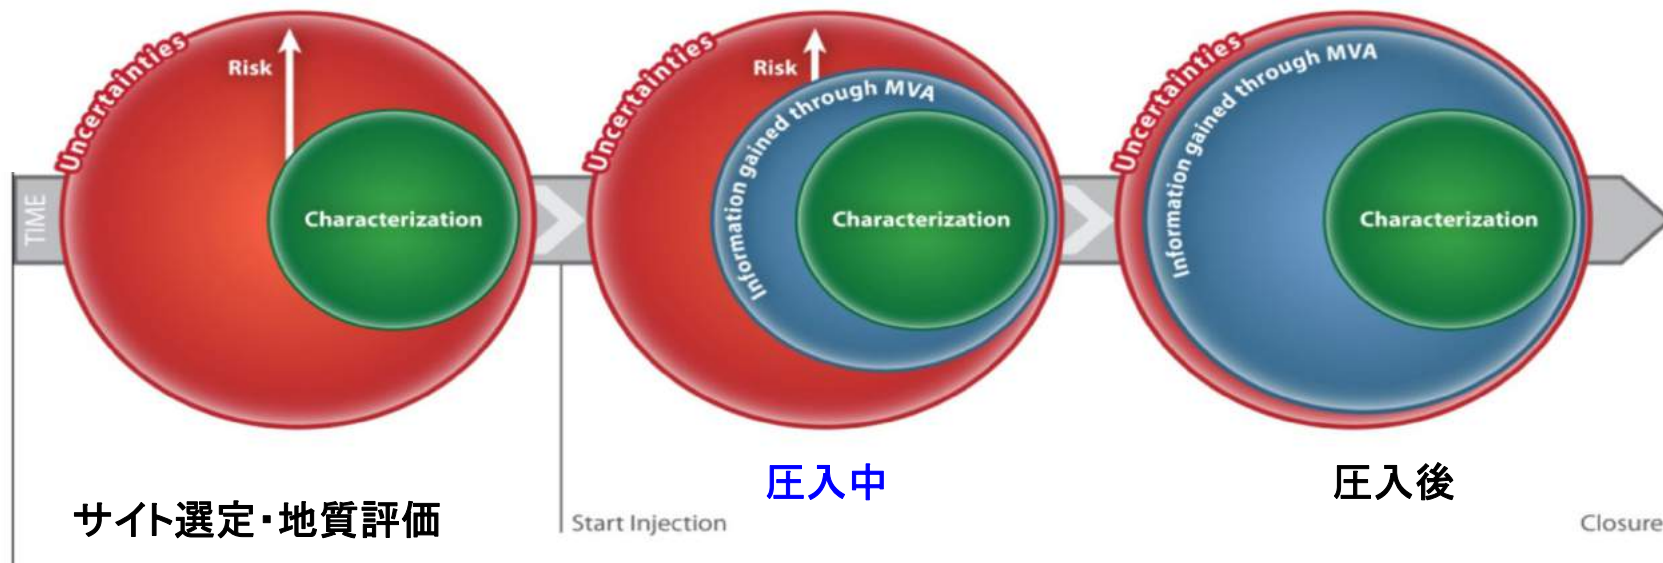 TIME
Uncertainties
Risk
Characterization
サイト選定・地質評価
Start Injection
Uncertainties
Risk
Information gained through MVA
Characterization
圧入中
Uncertainties
Information gained through MVA
Characterization
圧入後
Closure